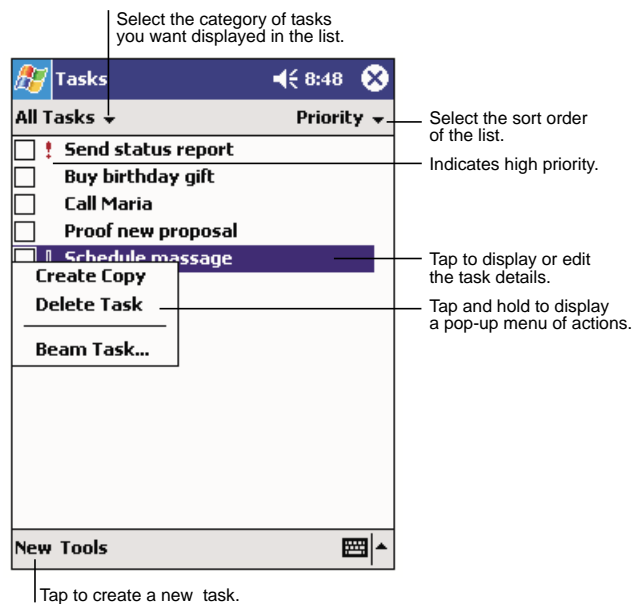 Select the category of tasks
you want displayed in the list.
Tasks 8:48
All Tasks Priority
Select the sort order
of the list.
! Send status report
Indicates high priority.
Buy birthday gift
Call Maria
Proof new proposal
Schedule massage
Tap to display or edit
the task details.
Create Copy
Delete Task
Tap and hold to display
a pop-up menu of actions.
Beam Task...
New Tools
Tap to create a new task.